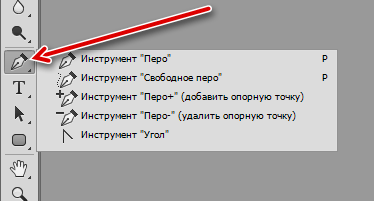 Инструмент "Перо" P
Инструмент "Свободное перо" P
Инструмент "Перо+" (добавить опорную точку)
Инструмент "Перо-" (удалить опорную точку)
Инструмент "Угол"
T